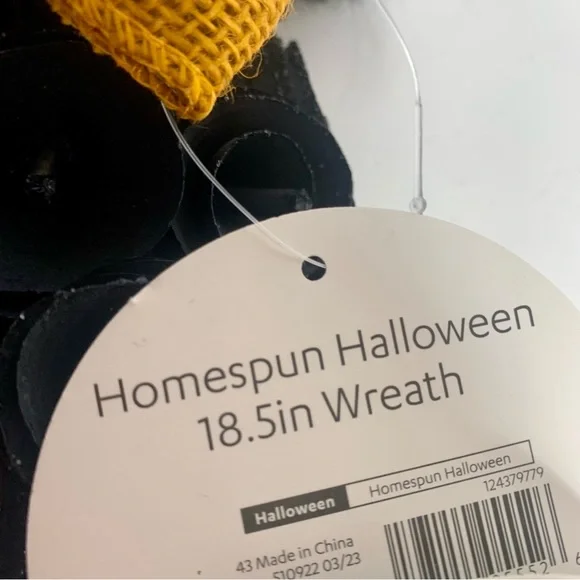 Homespun Halloween
18.5in Wreath
Halloween Homespun Halloween
124379779
43 Made in China
510922 03/23